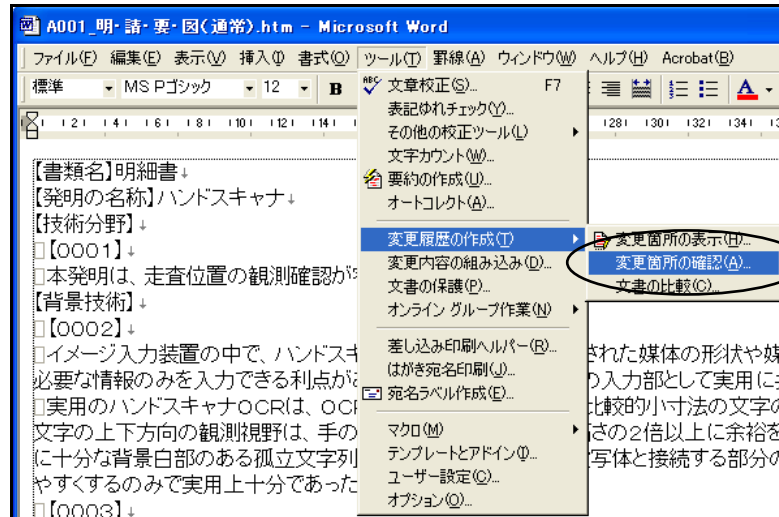 A001_明・請・要・図(通常).htm - Microsoft Word
ファイル(F) 編集(E) 表示(V) 挿入(I) 書式(O) ツール(T) 罫線(A) ウィンドウ(W) ヘルプ(H) Acrobat(B)
標準 MS Pゴシック 12 B A
2 4 6 8 10 12 14 28 30 32 34
文章校正(S)... F7
表記ゆれチェック(Y)...
その他の校正ツール(L)
文字カウント(W)...
要約の作成(U)...
オートコレクト(A)...
変更履歴の作成(T)
変更内容の組み込み(D)...
文書の保護(P)...
オンライン グループ作業(N)
差し込み印刷ヘルパー(R)...
はがき宛名印刷(J)...
宛名ラベル作成(E)...
マクロ(M)
テンプレートとアドイン(I)...
ユーザー設定(C)...
オプション(O)...
変更箇所の表示(H)...
変更箇所の確認(A)...
文書の比較(C)...
【書類名】明細書↓
【発明の名称】ハンドスキャナ↓
【技術分野】↓
□【0001】↓
□本発明は、走査位置の観測確認が
【背景技術】↓
□【0002】↓
□イメージ入力装置の中で、ハンドスキ された媒体の形状や媒
必要な情報のみを入力できる利点が の入力部として実用に
□実用のハンドスキャナOCRは、OC 比較的小寸法の文字の
文字の上下方向の観測視野は、手の さの2倍以上に余裕を
に十分な背景白部のある孤立文字列 写体と接続する部分の
やすくするのみで実用上十分であった
□【0003】↓